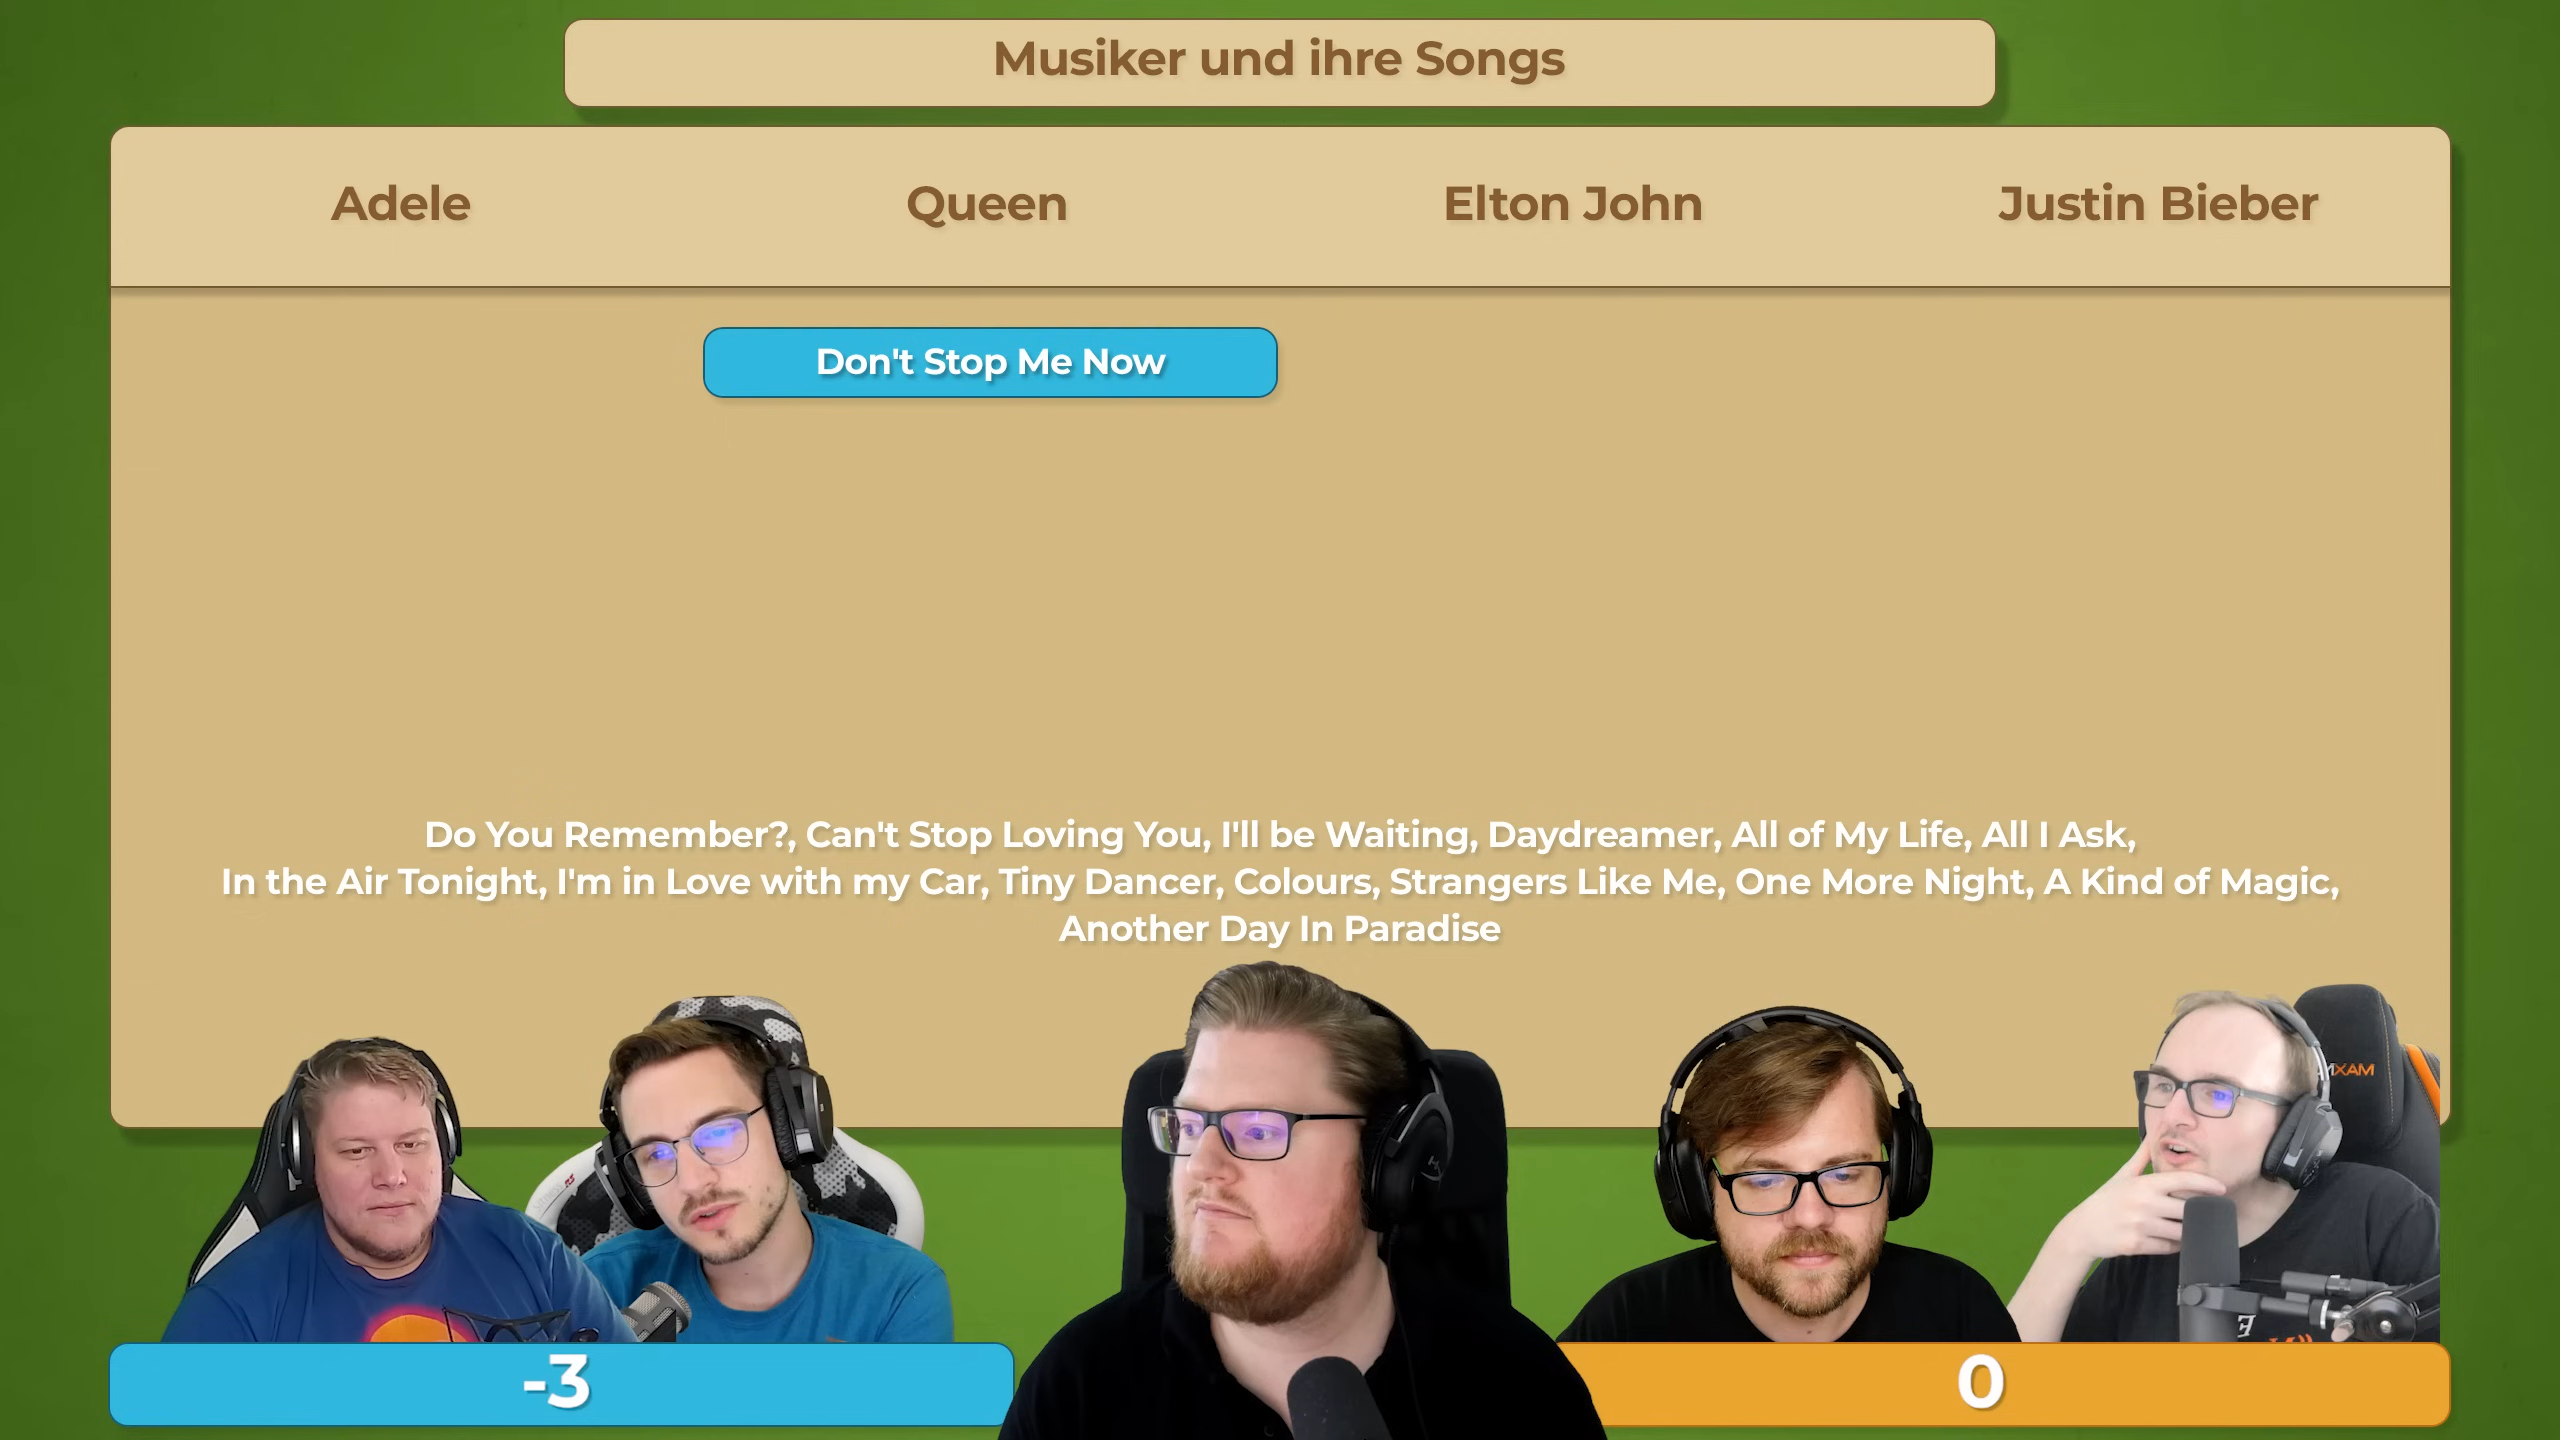 Musiker und ihre Songs
Adele
Queen
Elton John
Justin Bieber
Don't Stop Me Now
Do You Remember?, Can't Stop Loving You, I'll be Waiting, Daydreamer, All of My Life, All I Ask,
In the Air Tonight, I'm in Love with my Car, Tiny Dancer, Colours, Strangers Like Me, One More Night, A Kind of Magic,
Another Day In Paradise
-3
0